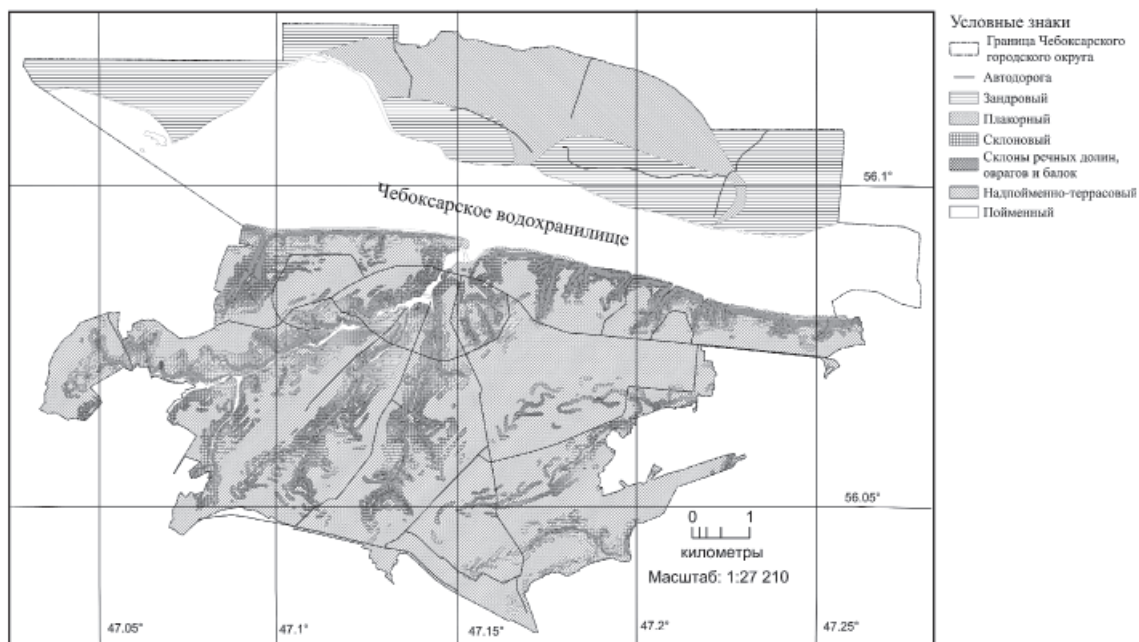 Условные знаки
Граница Чебоксарского
городского округа
Автодорога
Зандровый
Плакорный
Склоновый
Склоны речных долин,
оврагов и балок
Надпойменно-террасовый
Пойменный
56.1°
Чебоксарское водохранилище
56.05°
0 1
километры
Масштаб: 1:27 210
47.05° 47.1° 47.15° 47.2° 47.25°